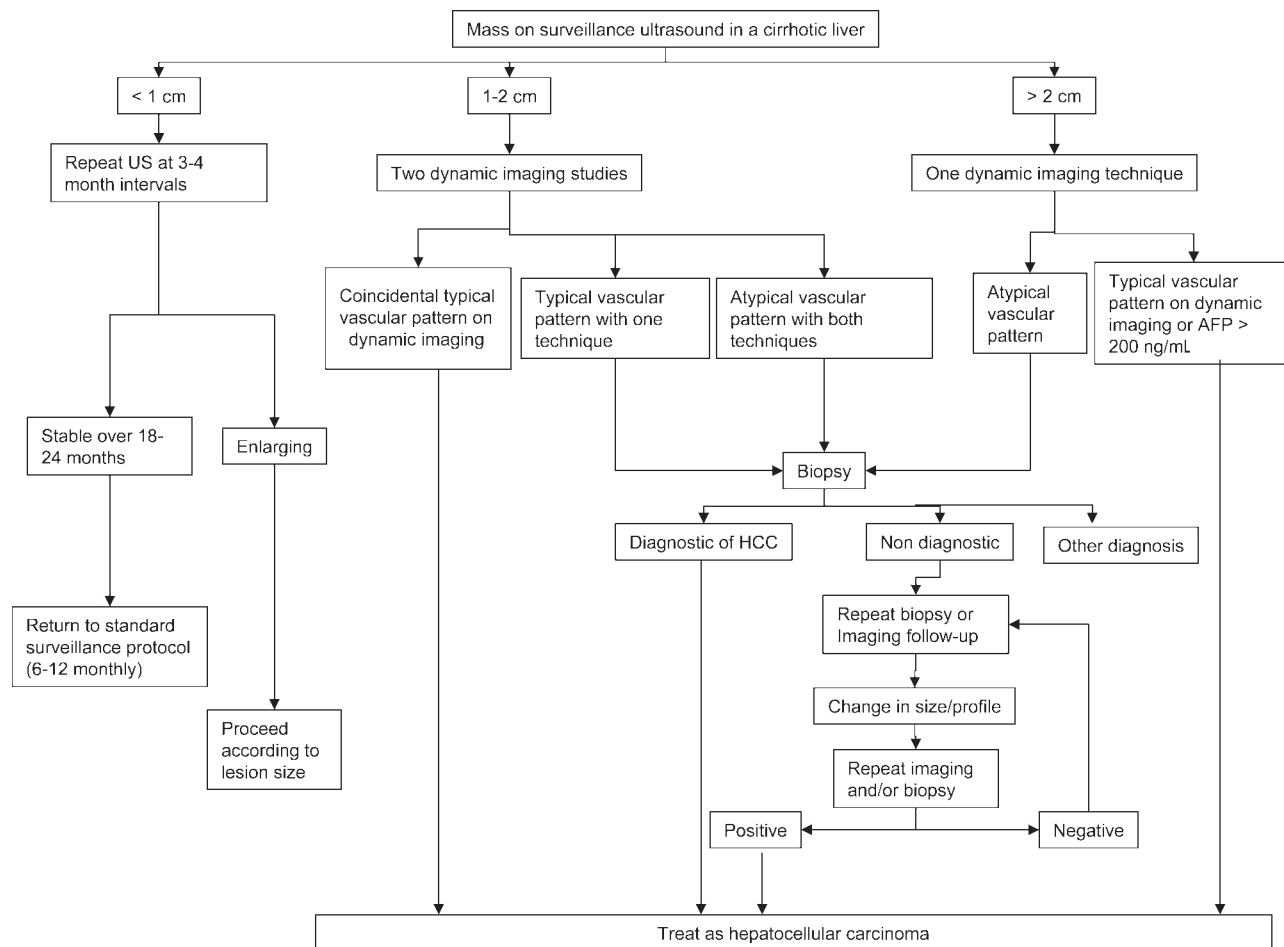 Mass on surveillance ultrasound in a cirrhotic liver
< 1 cm
1-2 cm
> 2 cm
Repeat US at 3-4
month intervals
Two dynamic imaging studies
One dynamic imaging technique
Coincidental typical
vascular pattern on
dynamic imaging
Typical vascular
pattern with one
technique
Atypical vascular
pattern with both
techniques
Atypical
vascular
pattern
Typical vascular
pattern on dynamic
imaging or AFP >
200 ng/mL
Stable over 18-
24 months
Enlarging
Biopsy
Diagnostic of HCC
Non diagnostic
Other diagnosis
Return to standard
surveillance protocol
(6-12 monthly)
Repeat biopsy or
Imaging follow-up
Change in size/profile
Proceed
according to
lesion size
Repeat imaging
and/or biopsy
Positive
Negative
Treat as hepatocellular carcinoma